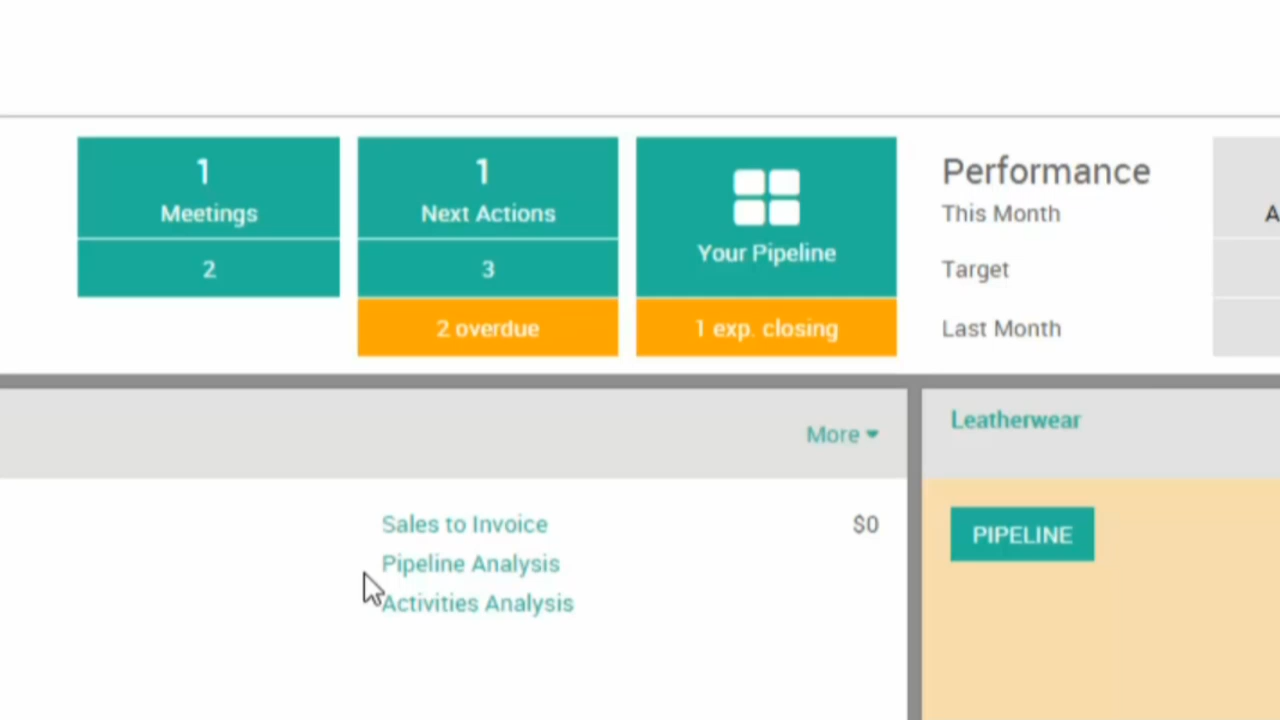 1
Meetings
2
1
Next Actions
3
2 overdue
Your Pipeline
1 exp. closing
Performance
This Month
Target
Last Month
A
More
Sales to Invoice
$0
Pipeline Analysis
Activities Analysis
Leatherwear
PIPELINE